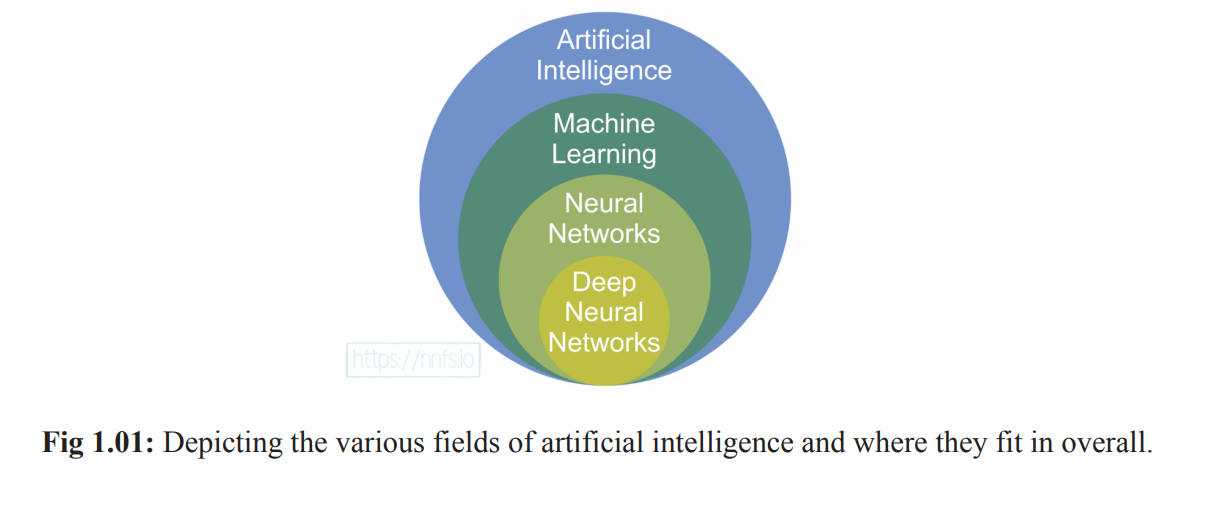 Artificial
Intelligence
Machine
Learning
Neural
Networks
Deep
Neural
Networks
https://nnfs.io
Fig 1.01: Depicting the various fields of artificial intelligence and where they fit in overall.